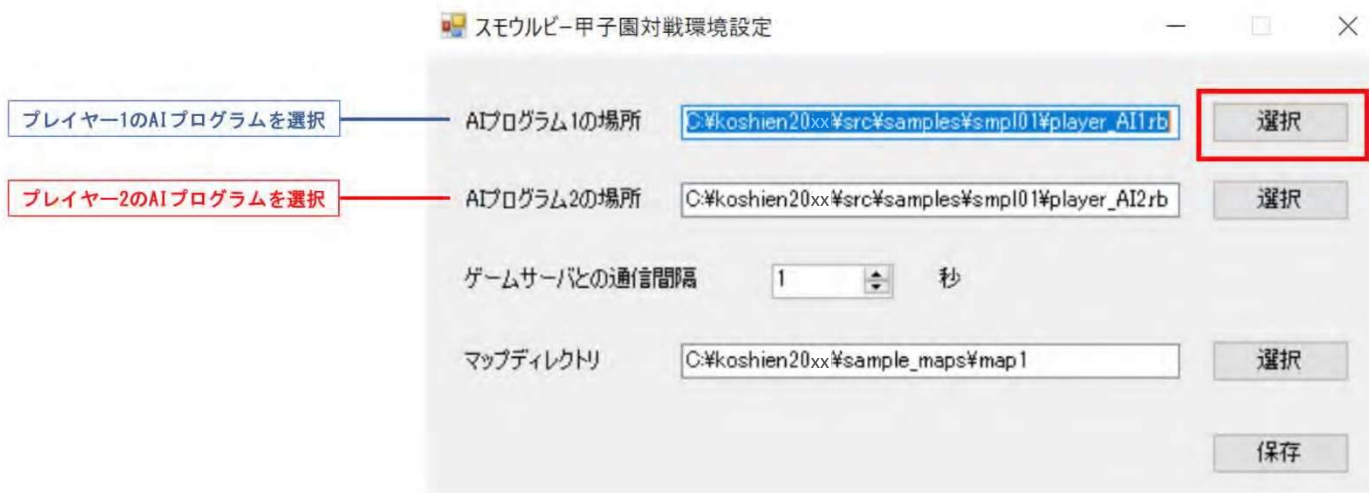 スモウルビー甲子園対戦環境設定
プレイヤー1のAIプログラムを選択
AIプログラム1の場所 C:¥koshien20xx¥src¥samples¥smpl01¥player_AI1.rb 選択
プレイヤー2のAIプログラムを選択
AIプログラム2の場所 C:¥koshien20xx¥src¥samples¥smpl01¥player_AI2.rb 選択
ゲームサーバとの通信間隔 1 秒
マップディレクトリ C:¥koshien20xx¥sample_maps¥map1 選択
保存